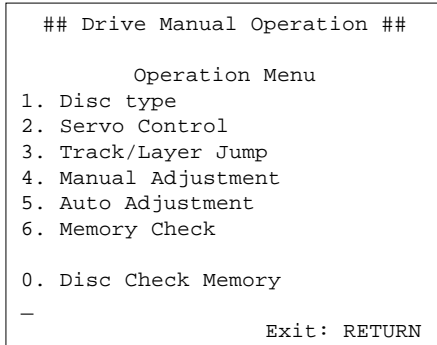 ## Drive Manual Operation ##
Operation Menu
1. Disc type
2. Servo Control
3. Track/Layer Jump
4. Manual Adjustment
5. Auto Adjustment
6. Memory Check
0. Disc Check Memory
_
Exit: RETURN